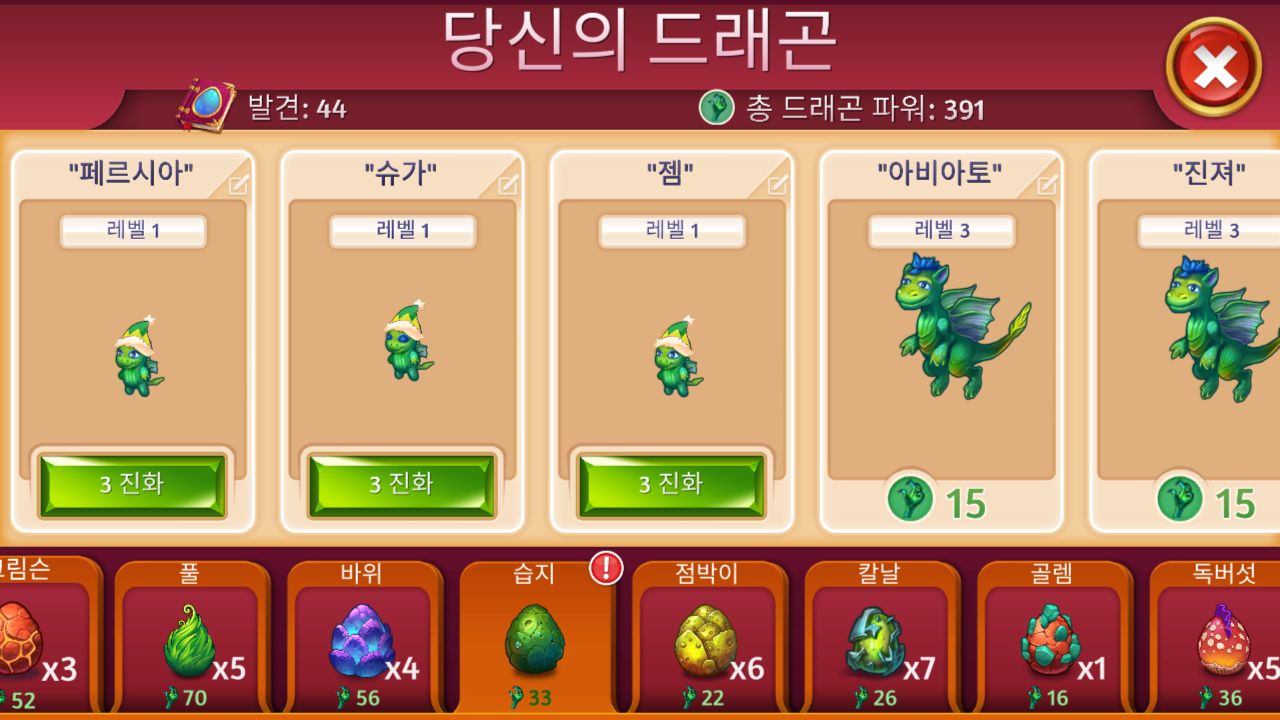 당신의 드래곤
발견: 44
총 드래곤 파워: 391
"페르시아"
레벨 1
3 진화
"슈가"
레벨 1
3 진화
"젬"
레벨 1
3 진화
"아비아토"
레벨 3
15
"진져"
레벨 3
15
림슨
x3
52
풀
x5
70
바위
x4
56
습지
!
33
점박이
x6
22
칼날
x7
26
골렘
x1
16
독버섯
x5
36